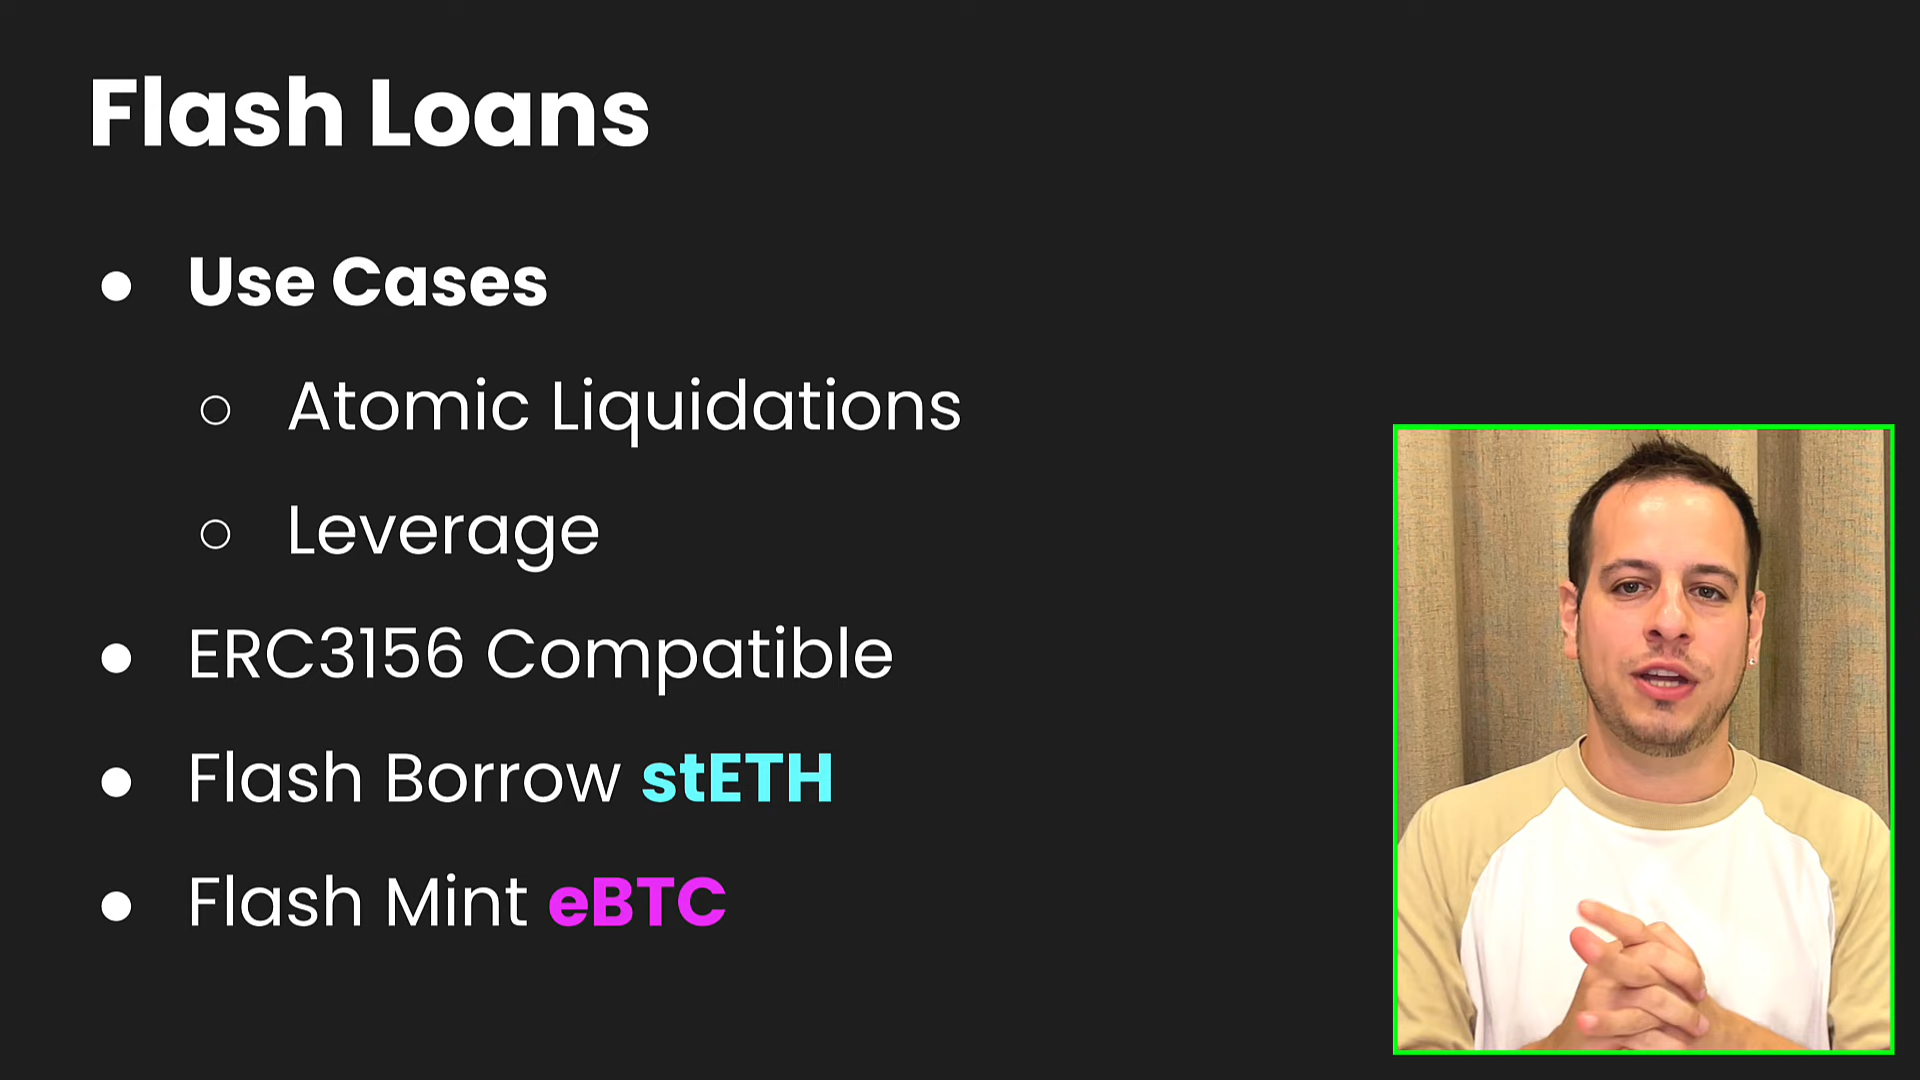 Flash Loans
● Use Cases
○ Atomic Liquidations
○ Leverage
● ERC3156 Compatible
● Flash Borrow stETH
● Flash Mint eBTC